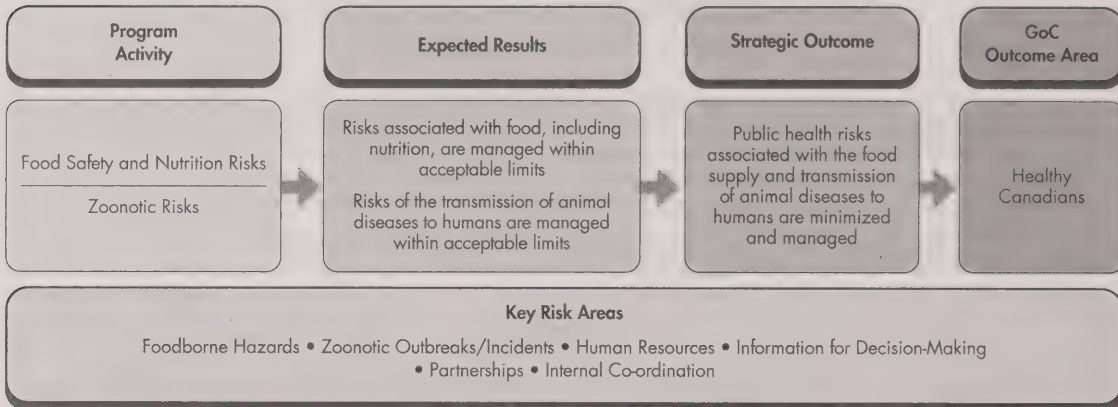 Program
Activity
Expected Results
Strategic Outcome
GoC
Outcome Area
Food Safety and Nutrition Risks
Zoonotic Risks
Risks associated with food, including
nutrition, are managed within
acceptable limits
Risks of the transmission of animal
diseases to humans are managed
within acceptable limits
Public health risks
associated with the food
supply and transmission
of animal diseases to
humans are minimized
and managed
Healthy
Canadians
Key Risk Areas
Foodborne Hazards • Zoonotic Outbreaks/Incidents • Human Resources • Information for Decision-Making
• Partnerships • Internal Co-ordination